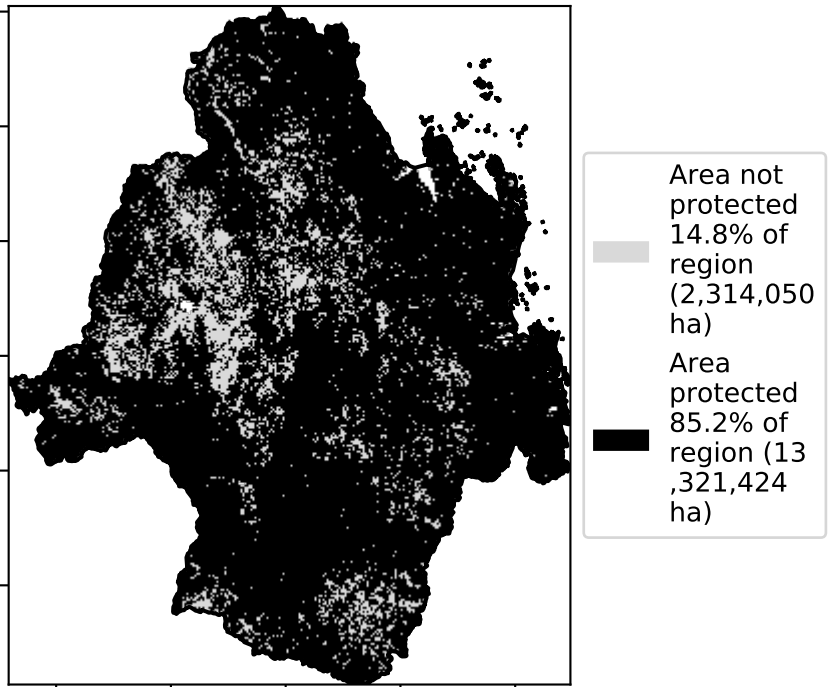 Area not
protected
14.8% of
region
(2,314,050
ha)
Area
protected
85.2% of
region (13
,321,424
ha)